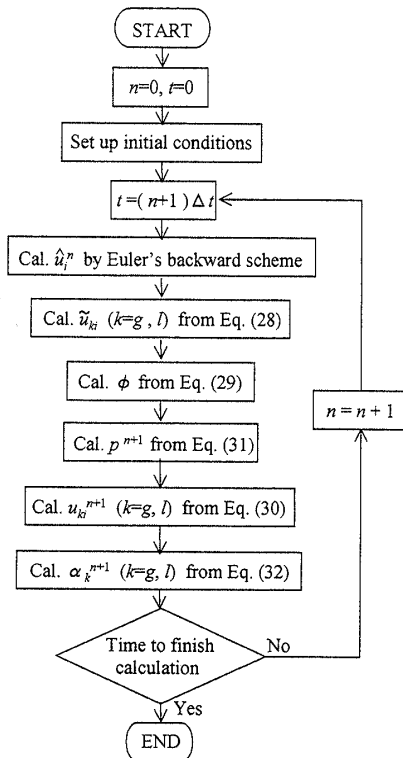 START
n=0, t=0
Set up initial conditions
t=(n+1)Δt
Cal. û_i^n by Euler's backward scheme
Cal. ũ_ki (k=g, l) from Eq. (28)
Cal. ϕ from Eq. (29)
n = n + 1
Cal. p^n+1 from Eq. (31)
Cal. u_ki^n+1 (k=g, l) from Eq. (30)
Cal. α_k^n+1 (k=g, l) from Eq. (32)
Time to finish
calculation
No
Yes
END